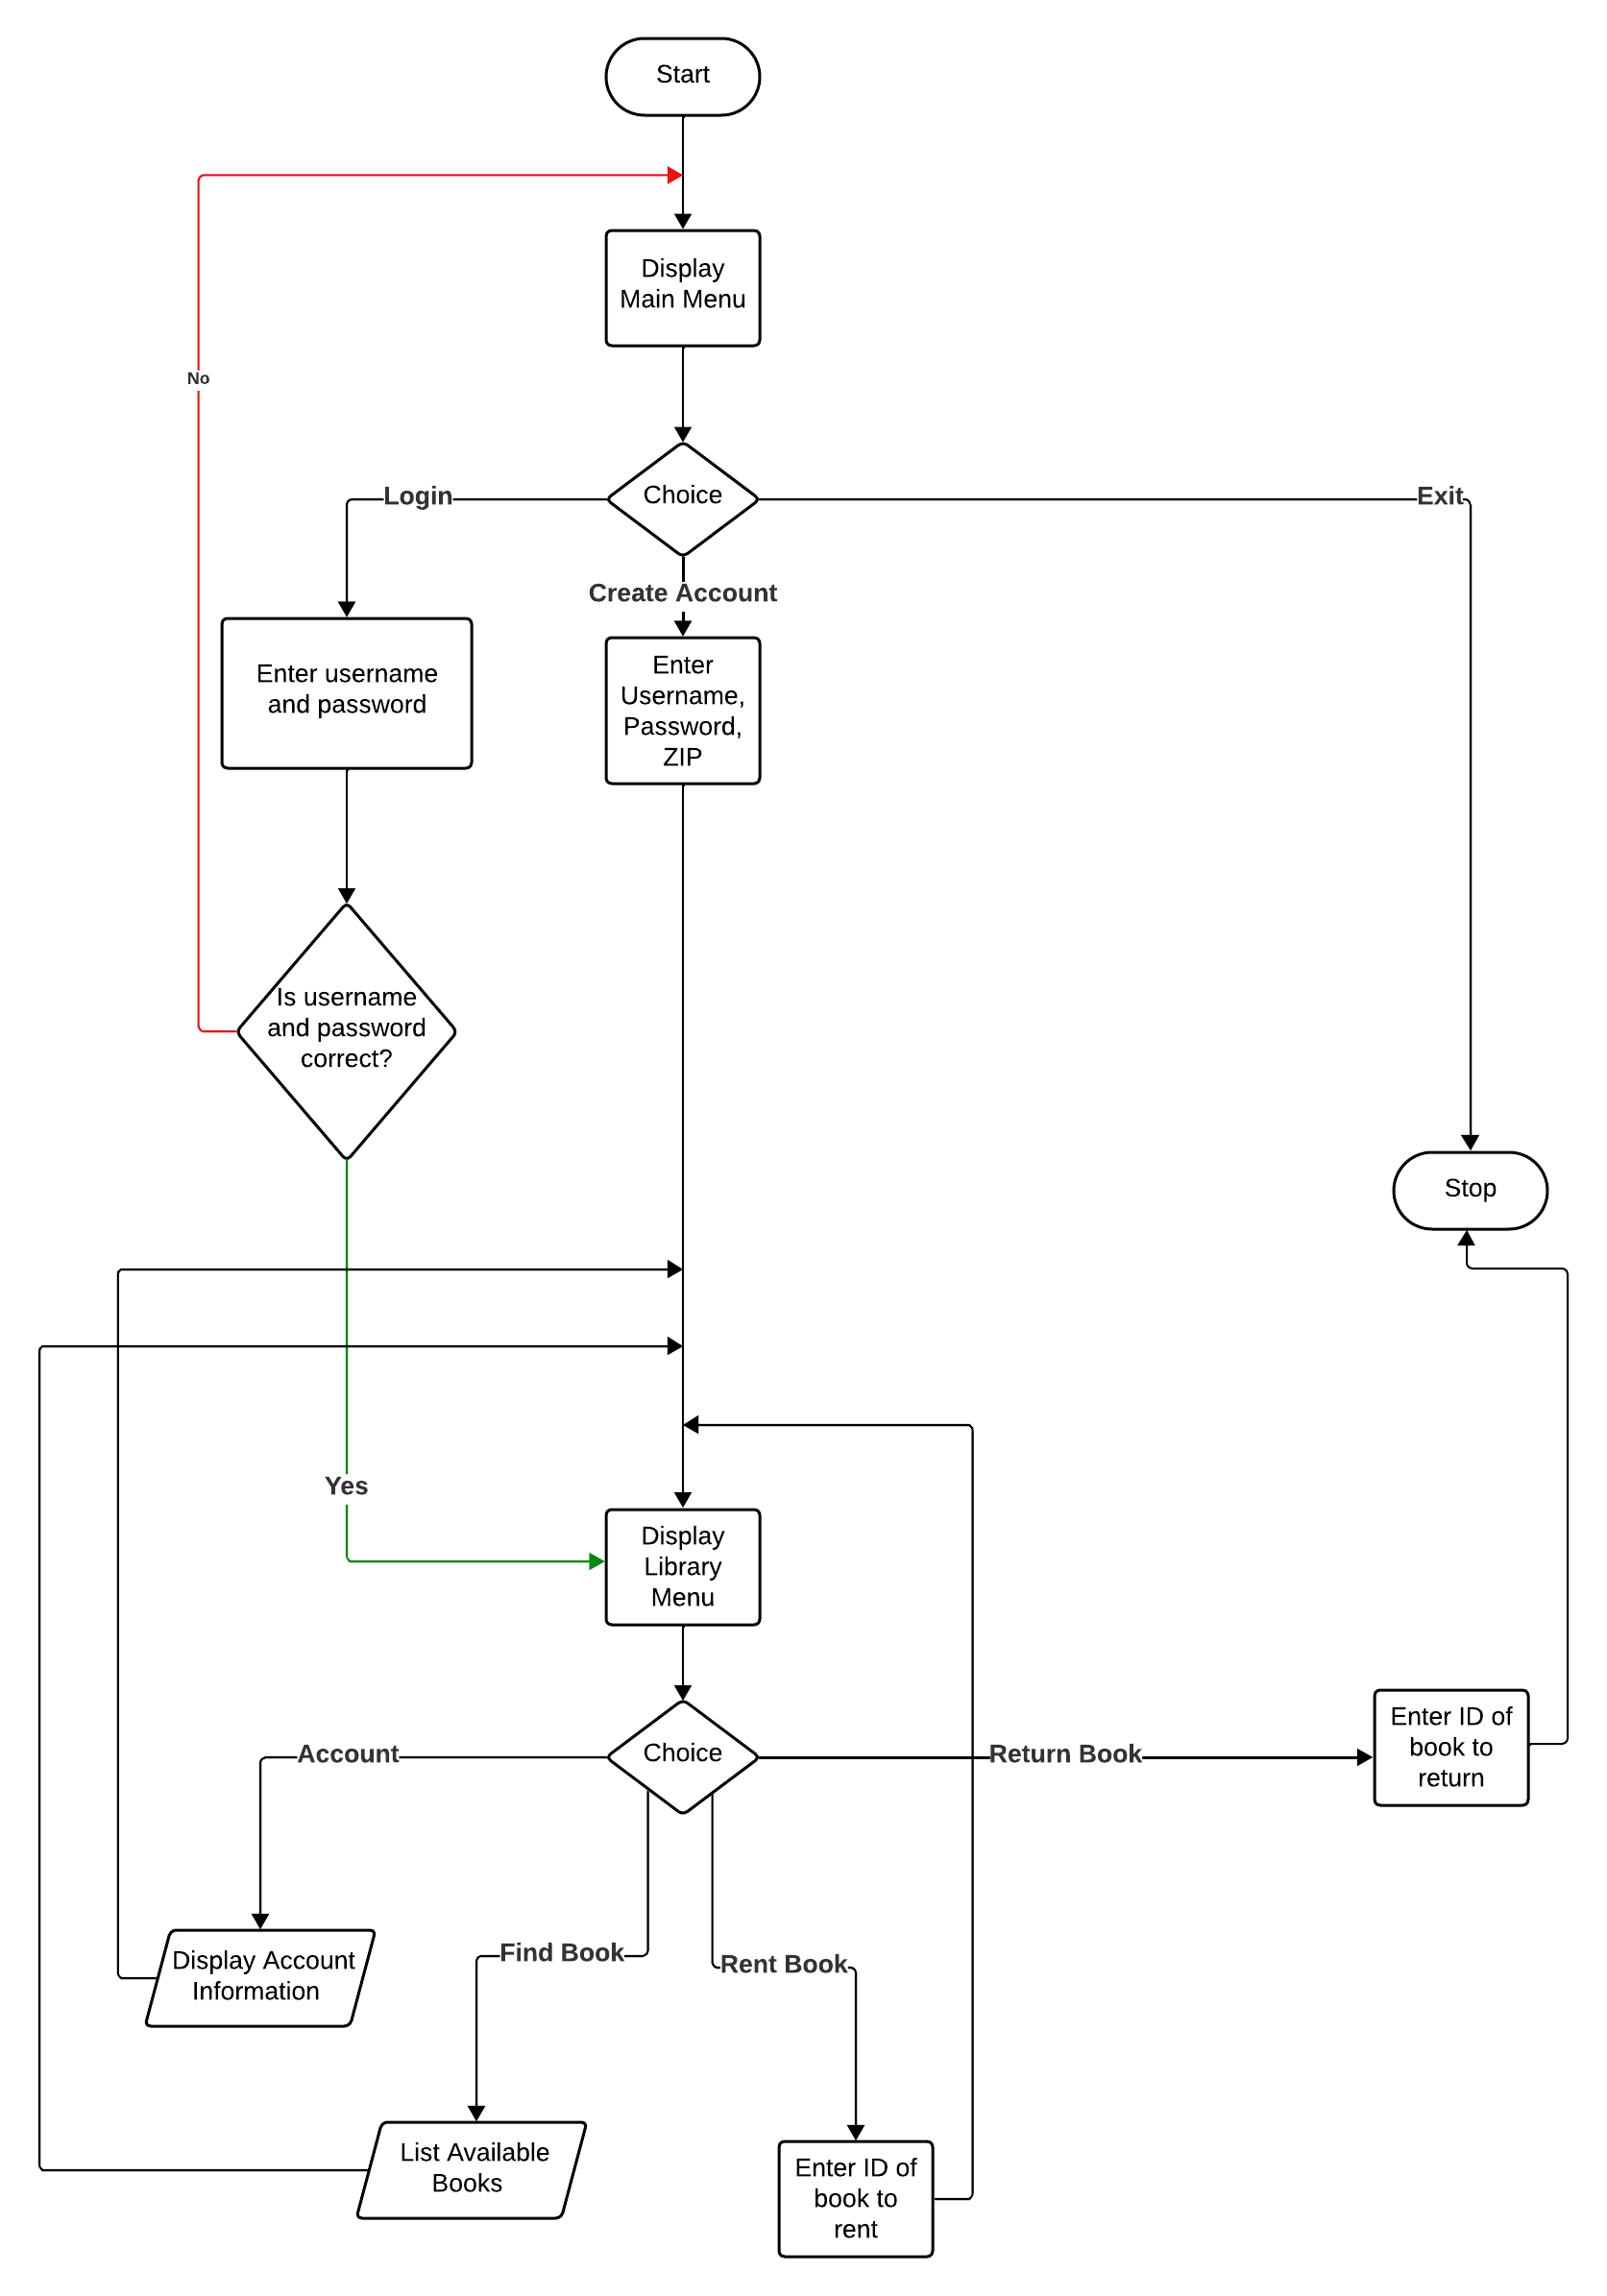 Start
Display
Main Menu
No
Choice
Login
Exit
Create Account
Enter username
and password
Enter
Username,
Password,
ZIP
Is username
and password
correct?
Stop
Yes
Display
Library
Menu
Choice
Account
Return Book
Enter ID of
book to
return
Display Account
Information
Find Book
Rent Book
List Available
Books
Enter ID of
book to
rent